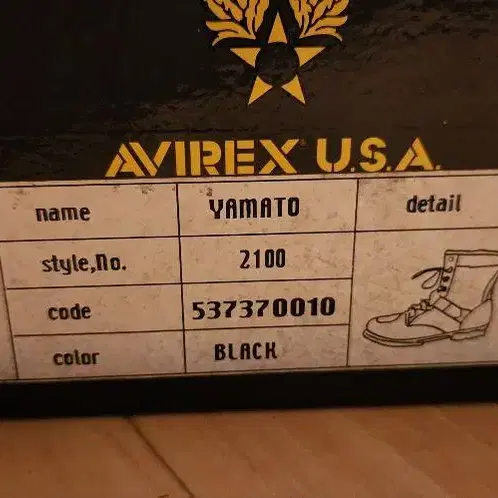 AVIREX U.S.A.
name YAMATO detail
style,No. 2100
code 537370010
color BLACK